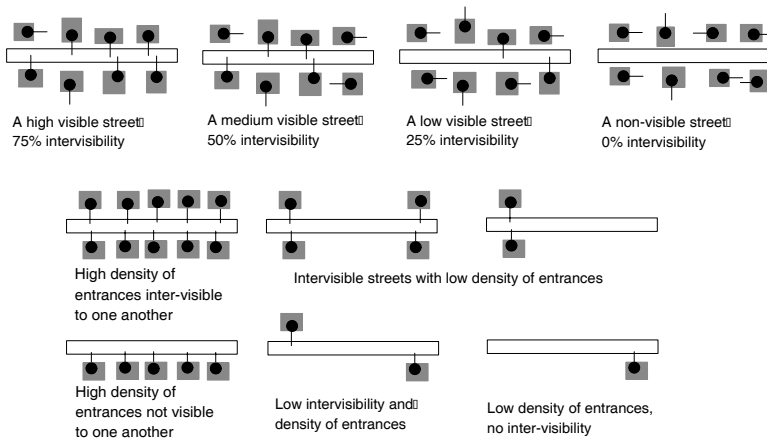 A high visible street▯
75% intervisibility
A medium visible street▯
50% intervisibility
A low visible street▯
25% intervisibility
A non-visible street▯
0% intervisibility
High density of
entrances inter-visible
to one another
Intervisible streets with low density of entrances
High density of
entrances not visible
to one another
Low intervisibility and▯
density of entrances
Low density of entrances,
no inter-visibility